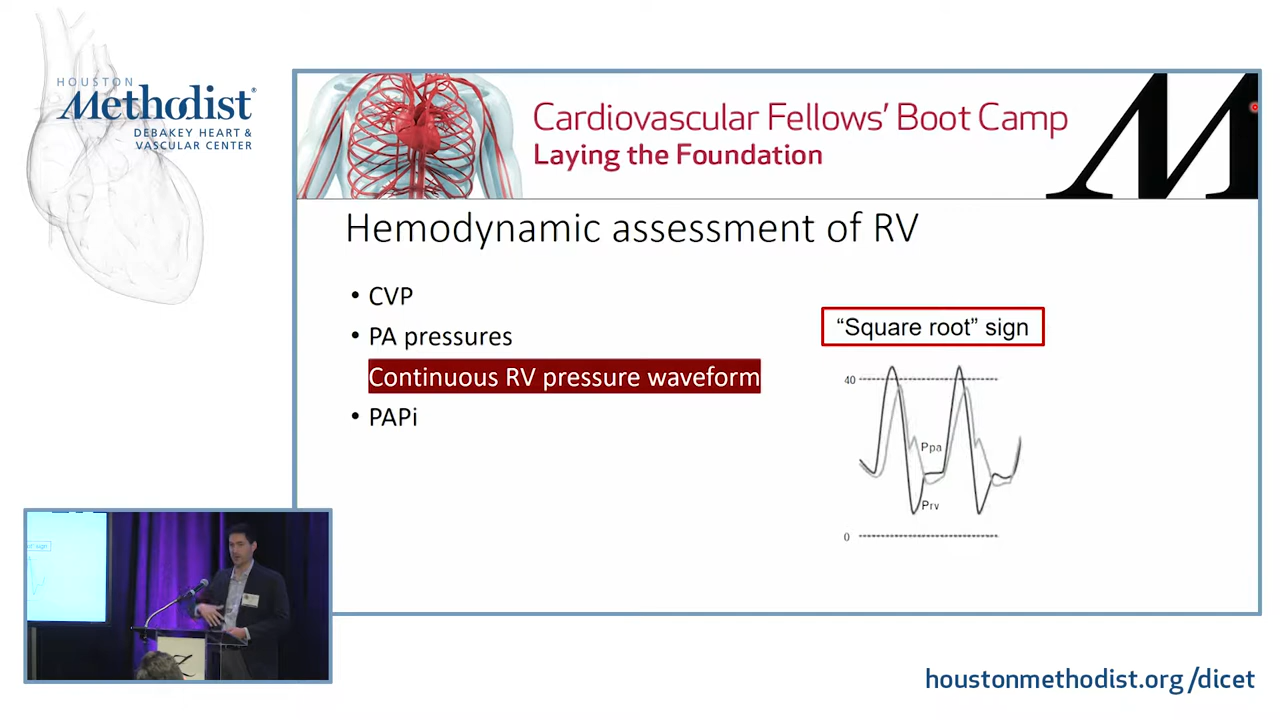 HOUSTON
Methodist®
DEBAKEY HEART &
VASCULAR CENTER
Cardiovascular Fellows' Boot Camp
Laying the Foundation
M
Hemodynamic assessment of RV
• CVP
• PA pressures
Continuous RV pressure waveform
• PAPi
“Square root” sign
40
Ppa
Prv
0
houstonmethodist.org/dicet